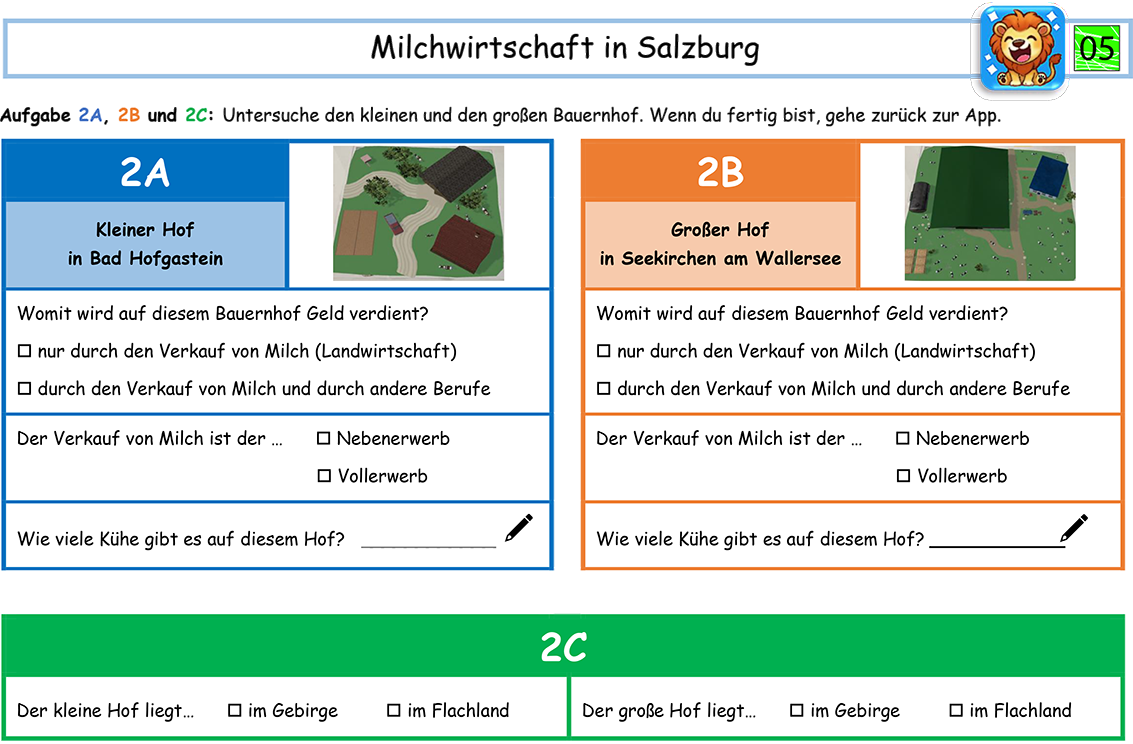 Milchwirtschaft in Salzburg
05
Aufgabe 2A, 2B und 2C: Untersuche den kleinen und den großen Bauernhof. Wenn du fertig bist, gehe zurück zur App.
2A
Kleiner Hof
in Bad Hofgastein
Womit wird auf diesem Bauernhof Geld verdient?
☐ nur durch den Verkauf von Milch (Landwirtschaft)
☐ durch den Verkauf von Milch und durch andere Berufe
Der Verkauf von Milch ist der … ☐ Nebenerwerb
☐ Vollerwerb
Wie viele Kühe gibt es auf diesem Hof? _______________
2B
Großer Hof
in Seekirchen am Wallersee
Womit wird auf diesem Bauernhof Geld verdient?
☐ nur durch den Verkauf von Milch (Landwirtschaft)
☐ durch den Verkauf von Milch und durch andere Berufe
Der Verkauf von Milch ist der … ☐ Nebenerwerb
☐ Vollerwerb
Wie viele Kühe gibt es auf diesem Hof? _______________
2C
Der kleine Hof liegt… ☐ im Gebirge ☐ im Flachland
Der große Hof liegt… ☐ im Gebirge ☐ im Flachland